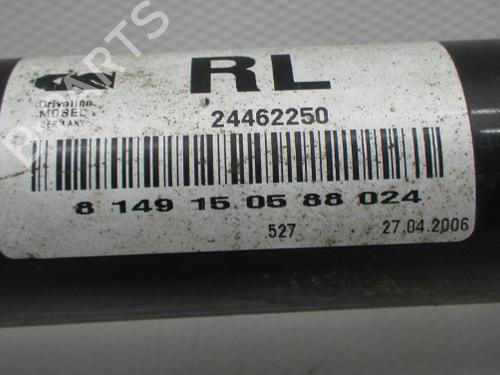 RL
Driveline
MOSEL
GERMANY
24462250
8 149 15 05 88 024
527
27.04.2006
PARTS